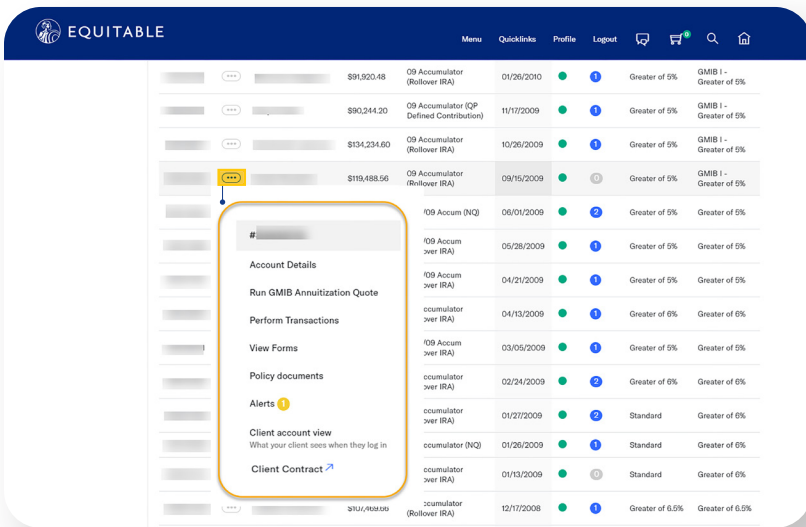 EQUITABLE
Menu Quicklinks Profile Logout 0
$91,920.48 09 Accumulator (Rollover IRA) 01/26/2010 1 Greater of 5% GMIB I - Greater of 5%
$90,244.20 09 Accumulator (QP Defined Contribution) 11/17/2009 1 Greater of 5% GMIB I - Greater of 5%
$134,234.60 09 Accumulator (Rollover IRA) 10/26/2009 1 Greater of 5% GMIB I - Greater of 5%
$119,488.56 09 Accumulator (Rollover IRA) 09/15/2009 0 Greater of 5% GMIB I - Greater of 5%
/09 Accum (NQ) 06/01/2009 2 Greater of 5% Greater of 5%
#
/09 Accum over IRA) 05/28/2009 1 Greater of 5% Greater of 5%
Account Details
/09 Accum over IRA) 04/21/2009 1 Greater of 5% Greater of 5%
Run GMIB Annuitization Quote
Perform Transactions
ccumulator over IRA) 04/13/2009 1 Greater of 6% Greater of 6%
View Forms
/09 Accum over IRA) 03/05/2009 1 Greater of 5% Greater of 5%
Policy documents
ccumulator over IRA) 02/24/2009 2 Greater of 6% Greater of 6%
Alerts 1
ccumulator over IRA) 01/27/2009 2 Standard Greater of 6%
Client account view
What your client sees when they log in
ccumulator (NQ) 01/26/2009 1 Standard Greater of 6%
Client Contract
ccumulator over IRA) 01/13/2009 0 Standard Greater of 6%
$107,469.66 ccumulator (Rollover IRA) 12/17/2008 1 Greater of 6.5% Greater of 6.5%